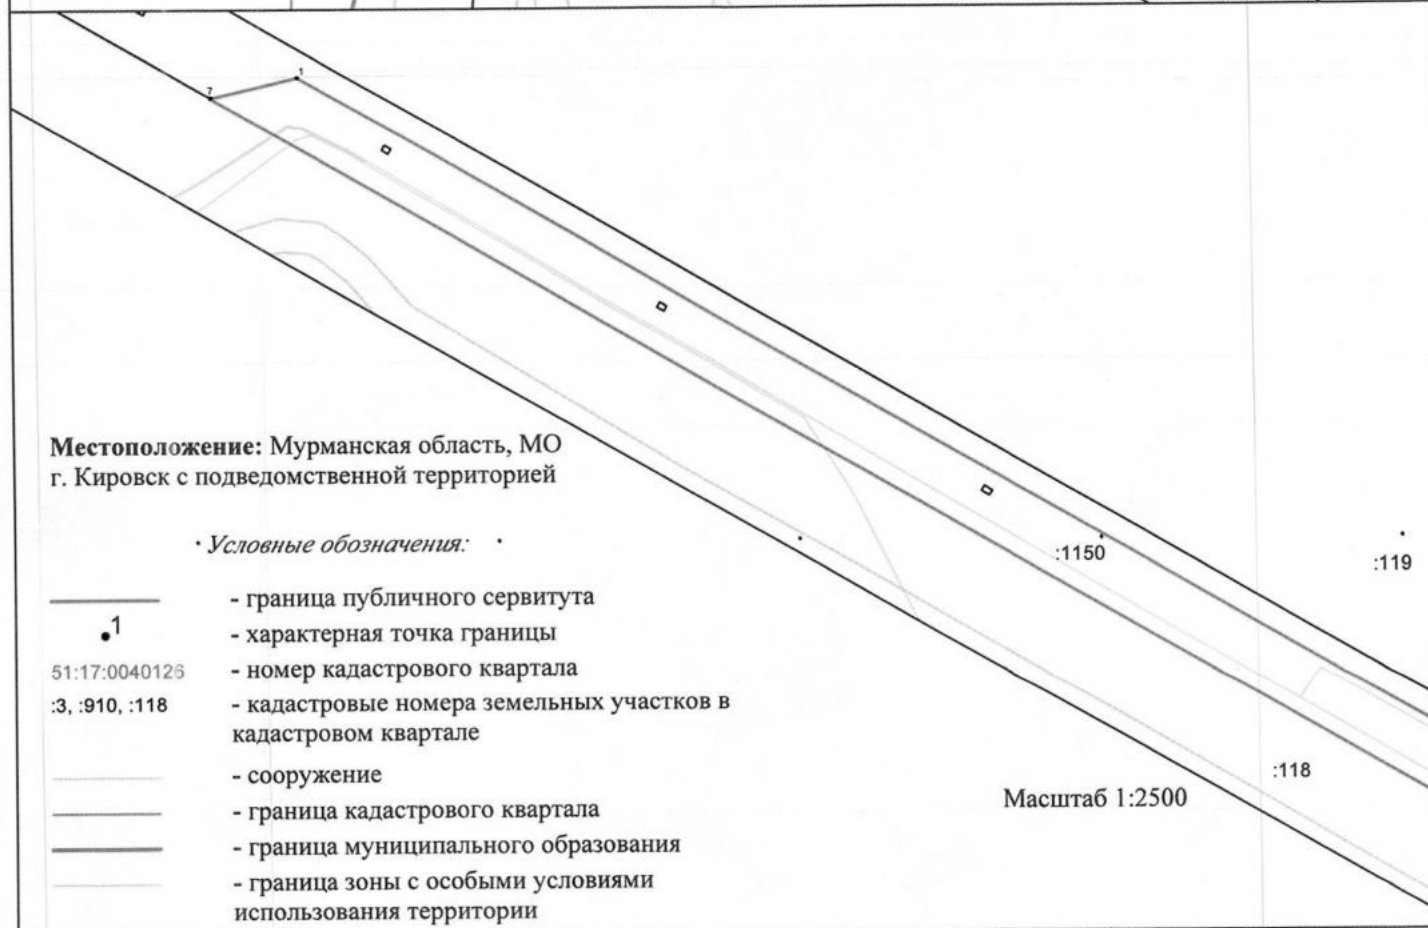 1
7
Местоположение: Мурманская область, МО
г. Кировск с подведомственной территорией
Условные обозначения:
:1150
:119
- граница публичного сервитута
1
- характерная точка границы
51:17:0040126
- номер кадастрового квартала
:3, :910, :118
- кадастровые номера земельных участков в
кадастровом квартале
- сооружение
:118
Масштаб 1:2500
- граница кадастрового квартала
- граница муниципального образования
- граница зоны с особыми условиями
использования территории